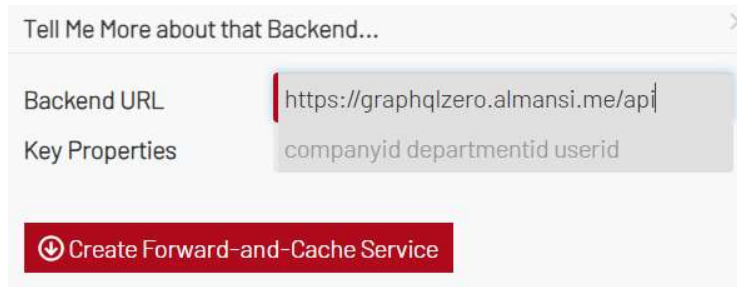 Tell Me More about that Backend...
Backend URL https://graphqlzero.almansi.me/api
Key Properties companyid departmentid userid
Create Forward-and-Cache Service